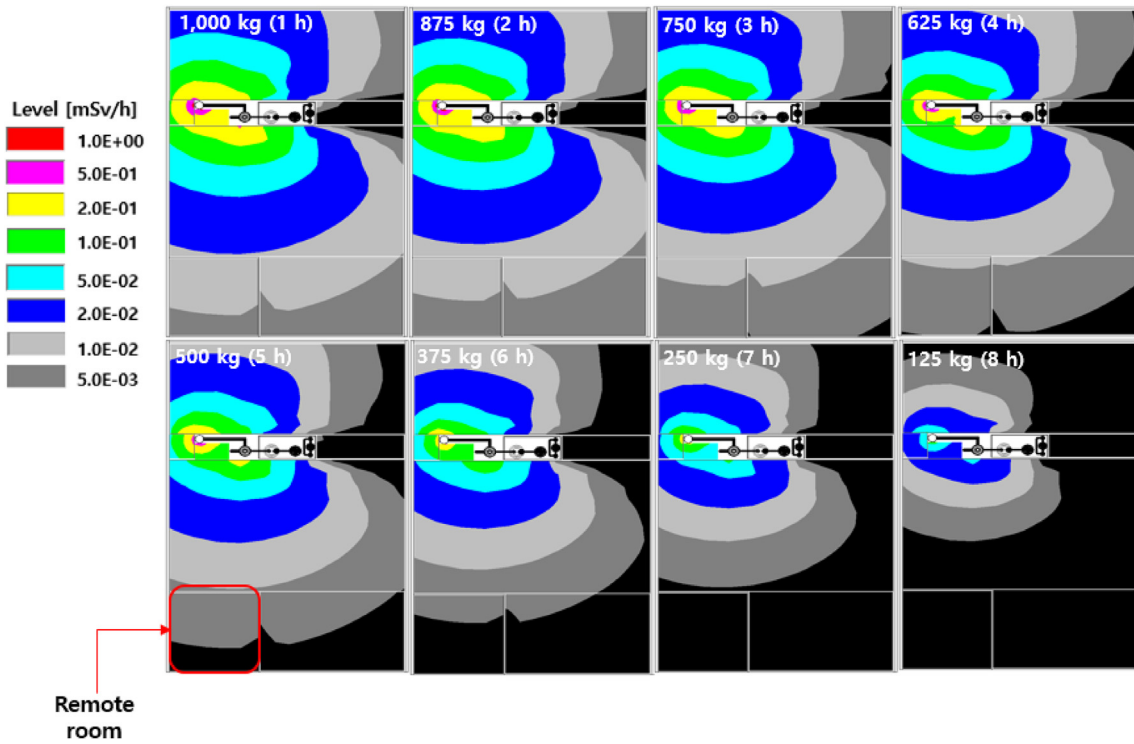 1,000 kg (1 h)
875 kg (2 h)
750 kg (3 h)
625 kg (4 h)
Level [mSv/h]
1.0E+00
5.0E-01
2.0E-01
1.0E-01
5.0E-02
2.0E-02
1.0E-02
5.0E-03
500 kg (5 h)
375 kg (6 h)
250 kg (7 h)
125 kg (8 h)
Remote
room